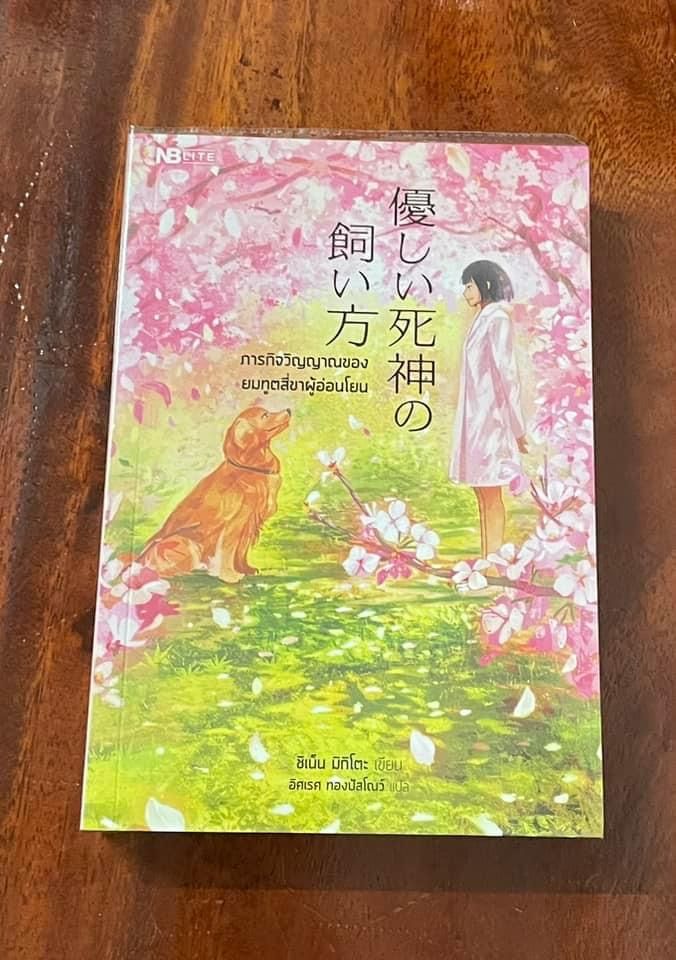 NB LITE
優しい死神の
飼い方
ภารกิจวิญญาณของ
ยมทูตสี่ขาผู้อ่อนโยน
ชิเน็น มิกิโตะ เขียน
อิศเรศ ทองปัสโณว์ แปล